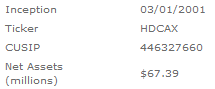 Inception 03/01/2001
Ticker HDCAX
CUSIP 446327660
Net Assets
(millions) $67.39